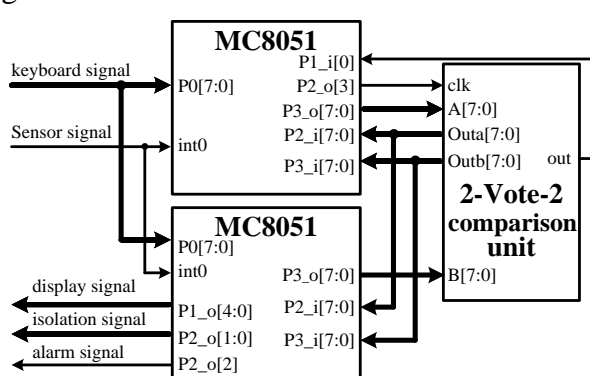 MC8051
keyboard signal
P0[7:0]
Sensor signal
int0
P1_i[0]
P2_o[3]
P3_o[7:0]
P2_i[7:0]
P3_i[7:0]
clk
A[7:0]
Outa[7:0]
Outb[7:0]
out
2-Vote-2
comparison
unit
B[7:0]
MC8051
P0[7:0]
int0
display signal
P1_o[4:0]
isolation signal
P2_o[1:0]
alarm signal
P2_o[2]
P3_o[7:0]
P2_i[7:0]
P3_i[7:0]